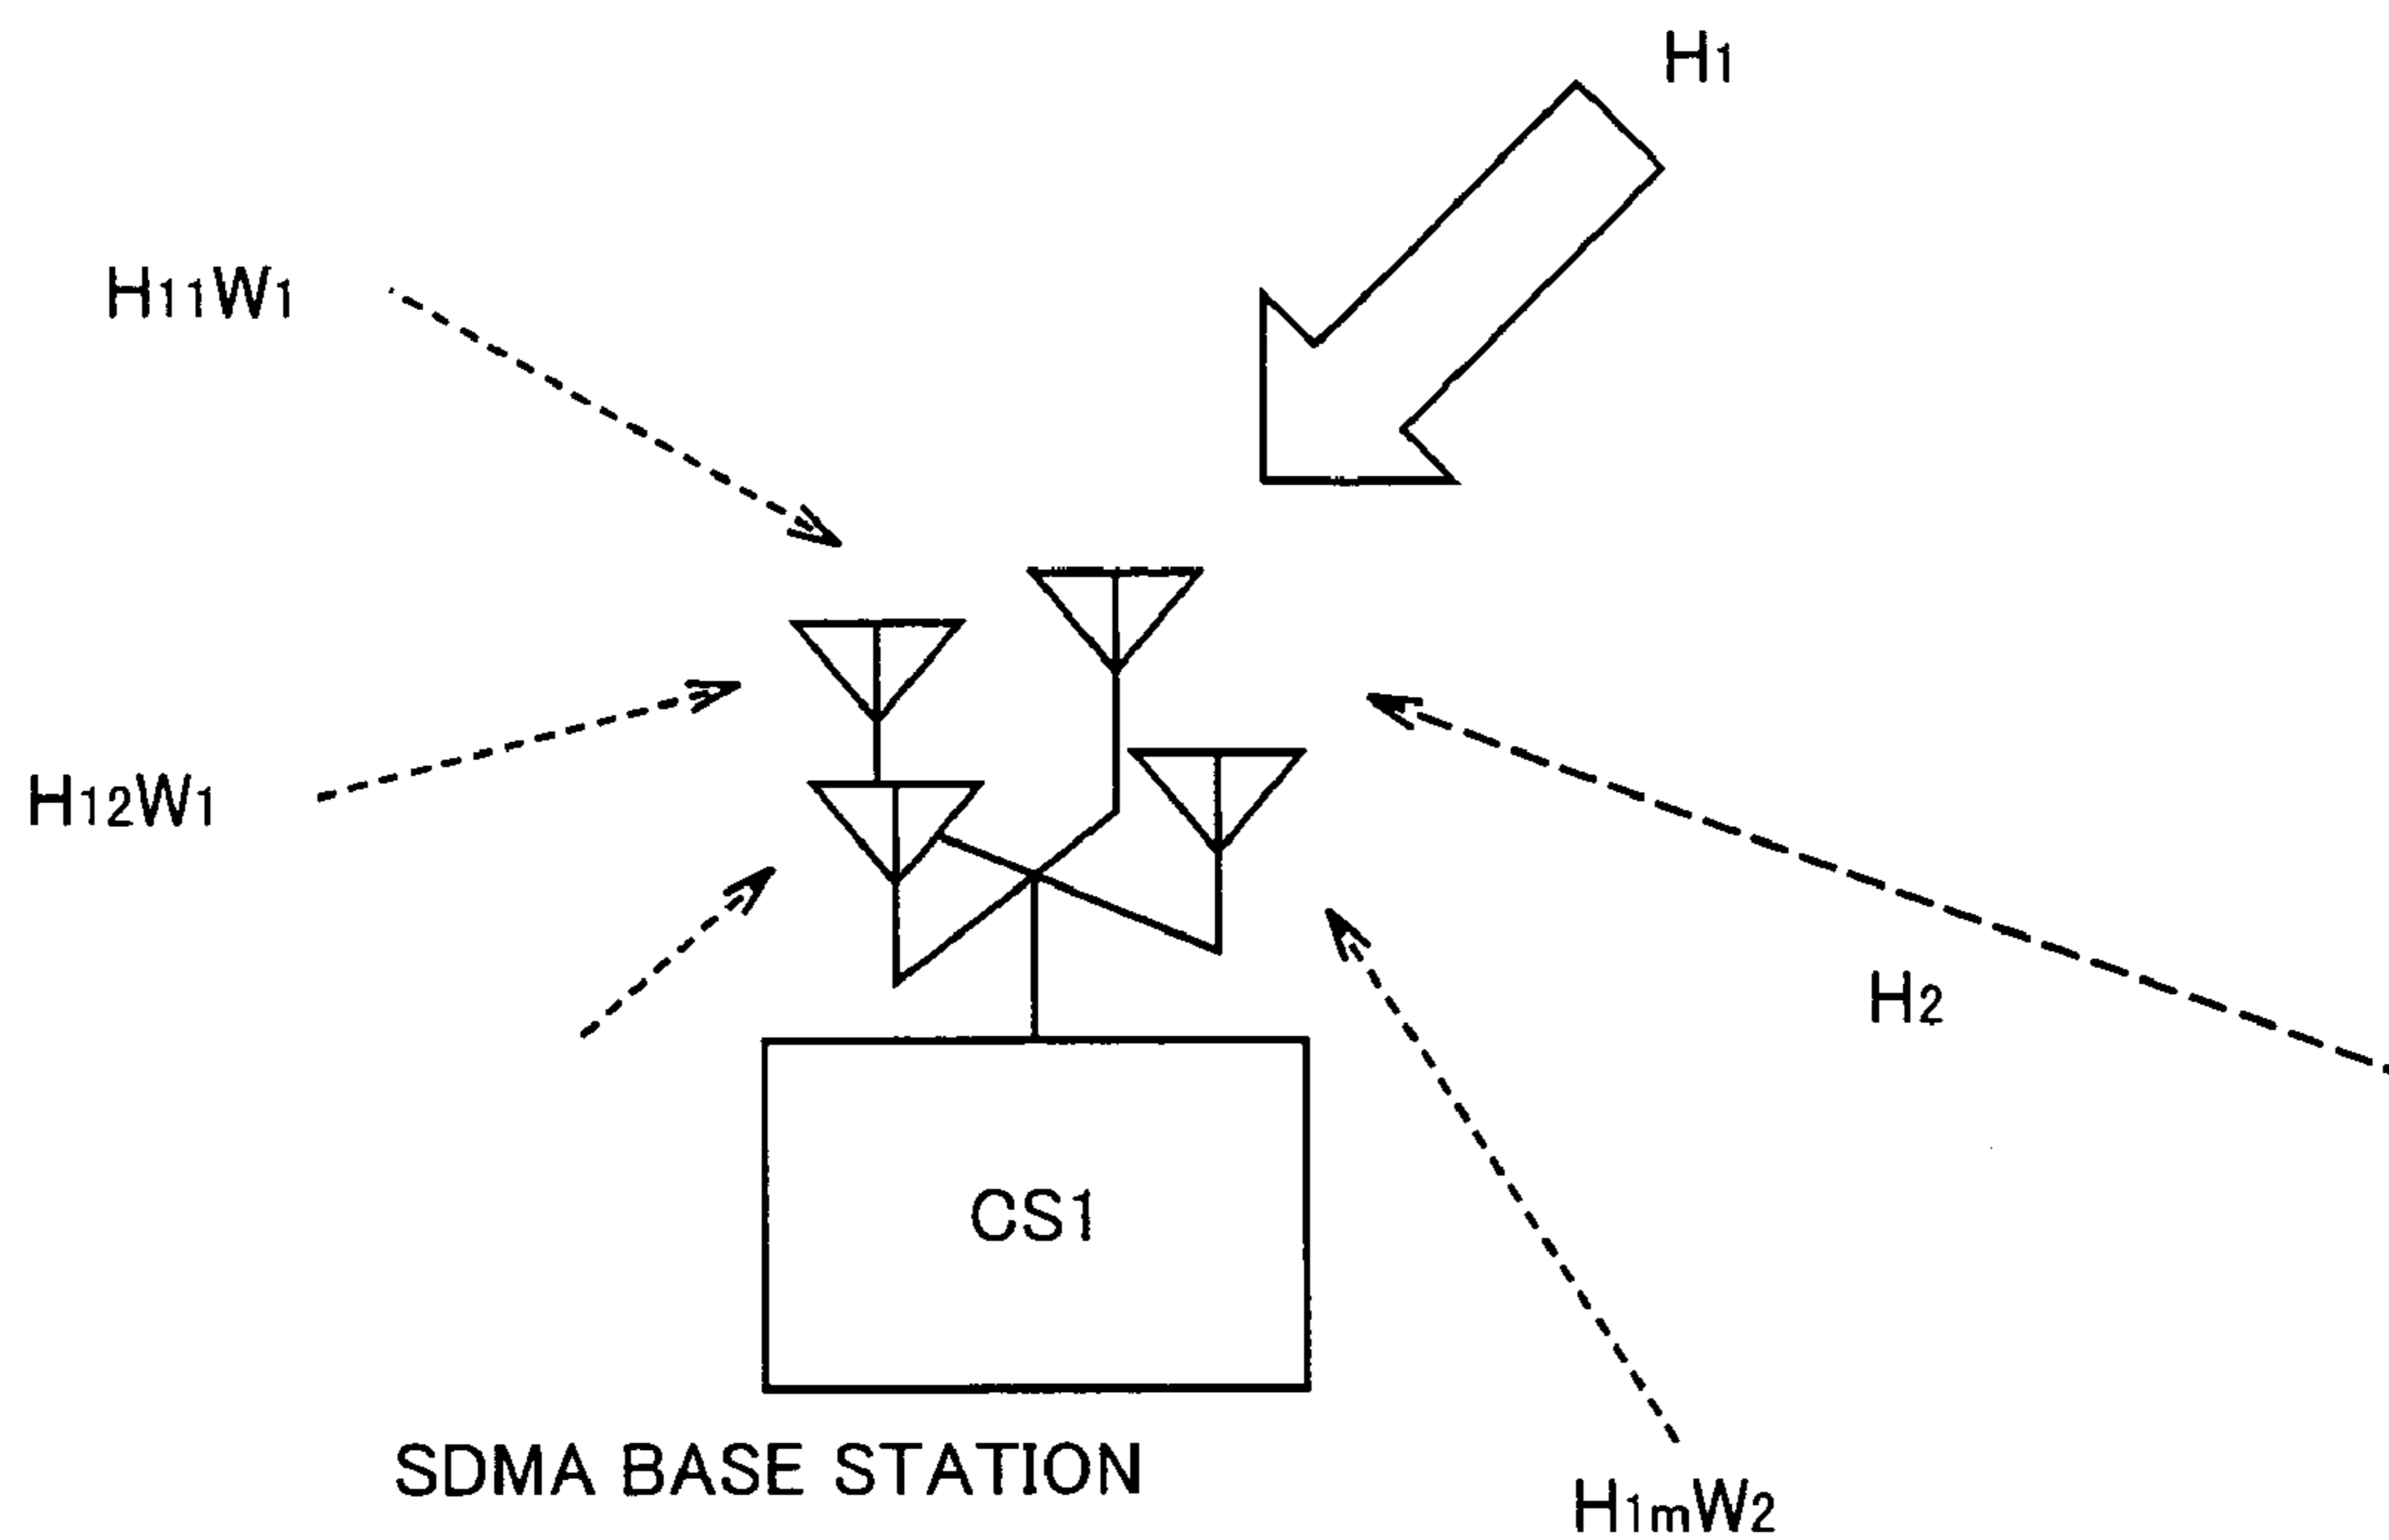 H1
H11W1
H12W1
H2
CS1
SDMA BASE STATION
H1mW2